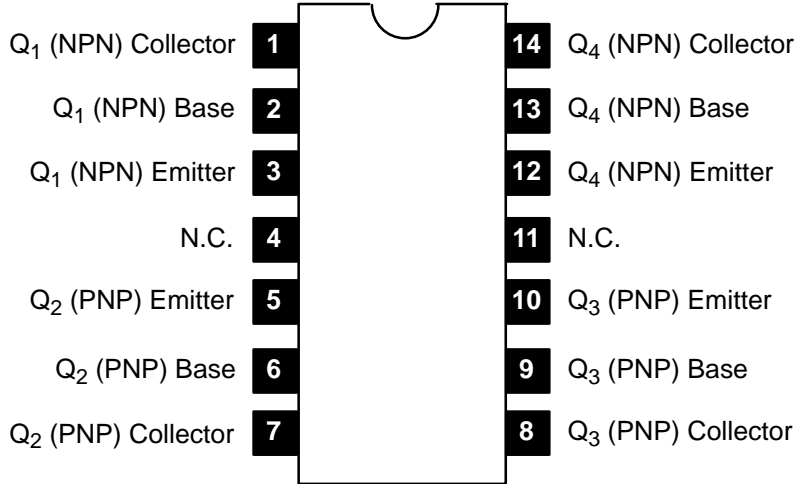 Q1 (NPN) Collector 1 14 Q4 (NPN) Collector
Q1 (NPN) Base 2 13 Q4 (NPN) Base
Q1 (NPN) Emitter 3 12 Q4 (NPN) Emitter
N.C. 4 11 N.C.
Q2 (PNP) Emitter 5 10 Q3 (PNP) Emitter
Q2 (PNP) Base 6 9 Q3 (PNP) Base
Q2 (PNP) Collector 7 8 Q3 (PNP) Collector